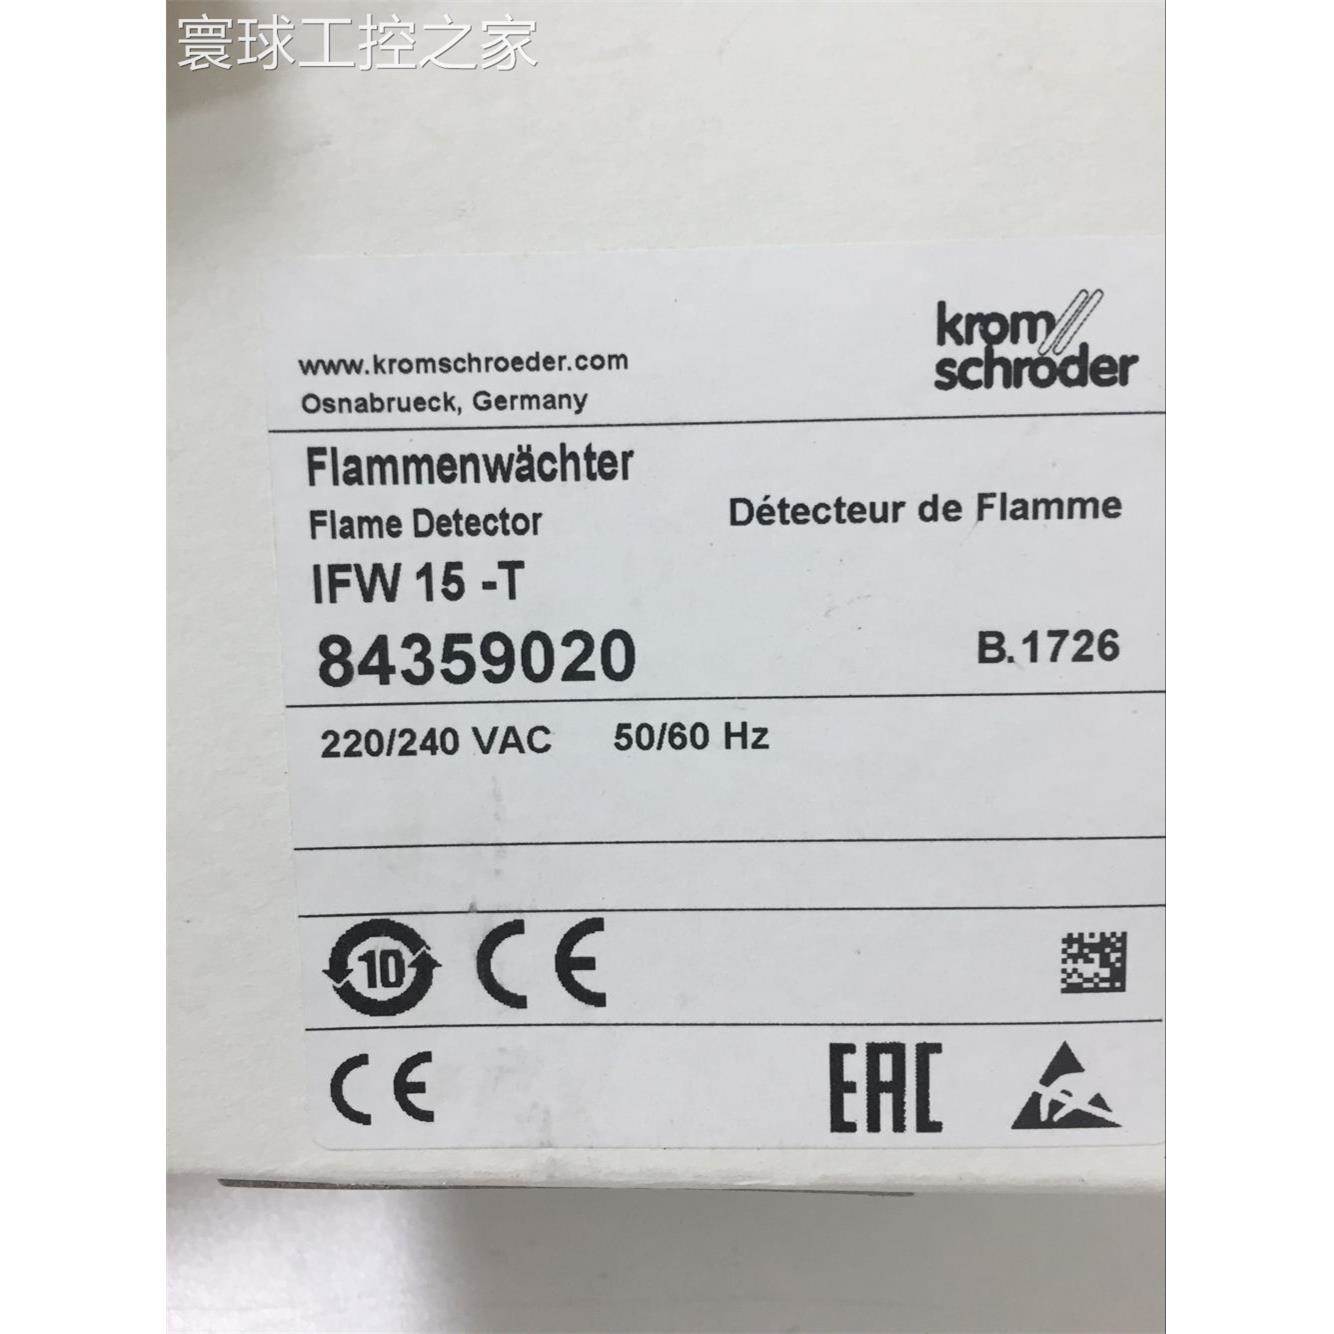 寰球工控之家
krom
schröder
www.kromschroeder.com
Osnabrueck, Germany
Flammenwächter
Flame Detector
Détecteur de Flamme
IFW 15 -T
84359020
B.1726
220/240 VAC 50/60 Hz
10 CE
CE EAC